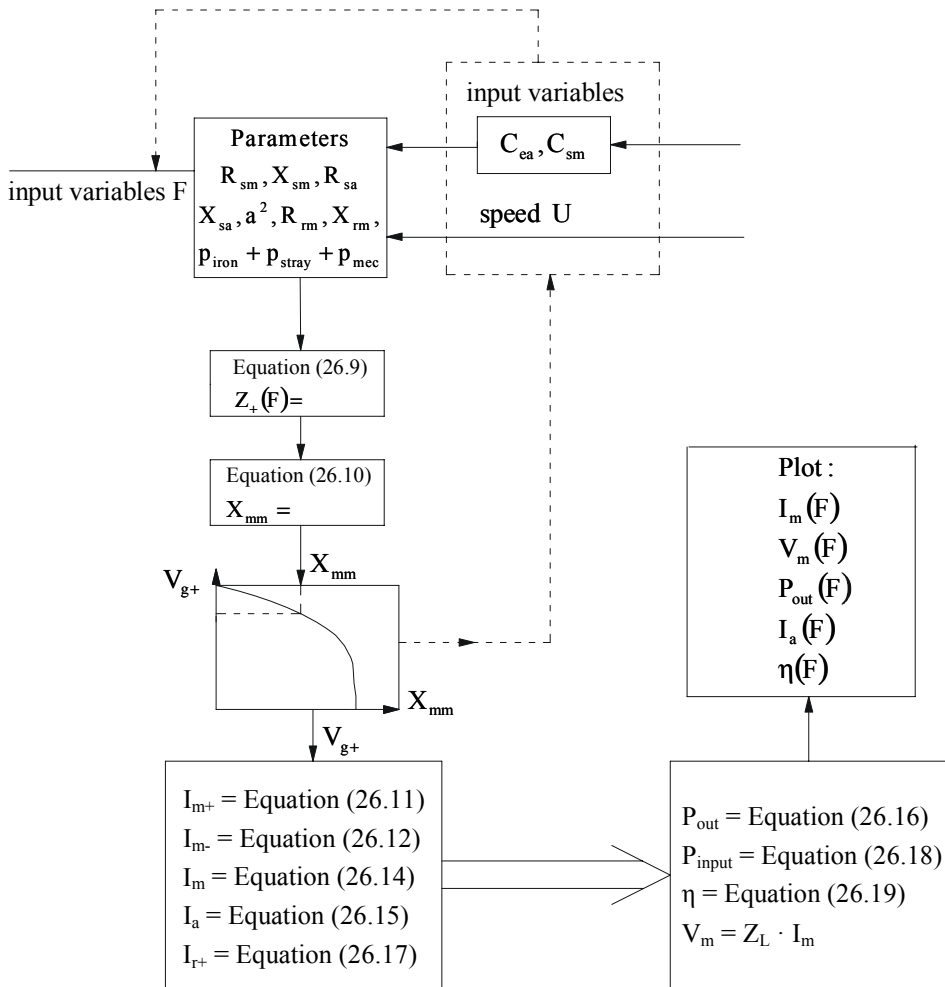 input variables
C_ea, C_sm
speed U
input variables F
Parameters
R_sm, X_sm, R_sa
X_sa, a², R_rm, X_rm,
p_iron + p_stray + p_mec
Equation (26.9)
Z_+(F)=
Equation (26.10)
X_mm =
X_mm
V_g+
X_mm
V_g+
I_m+ = Equation (26.11)
I_m- = Equation (26.12)
I_m = Equation (26.14)
I_a = Equation (26.15)
I_r+ = Equation (26.17)
P_out = Equation (26.16)
P_input = Equation (26.18)
η = Equation (26.19)
V_m = Z_L · I_m
Plot :
I_m(F)
V_m(F)
P_out(F)
I_a(F)
η(F)